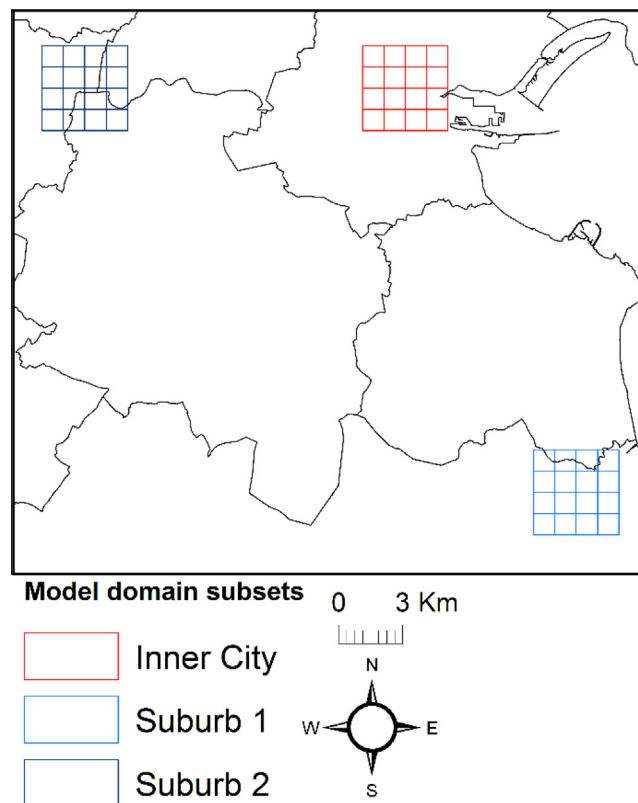 Model domain subsets
0 3 Km
Inner City
Suburb 1
Suburb 2
N
W E
S